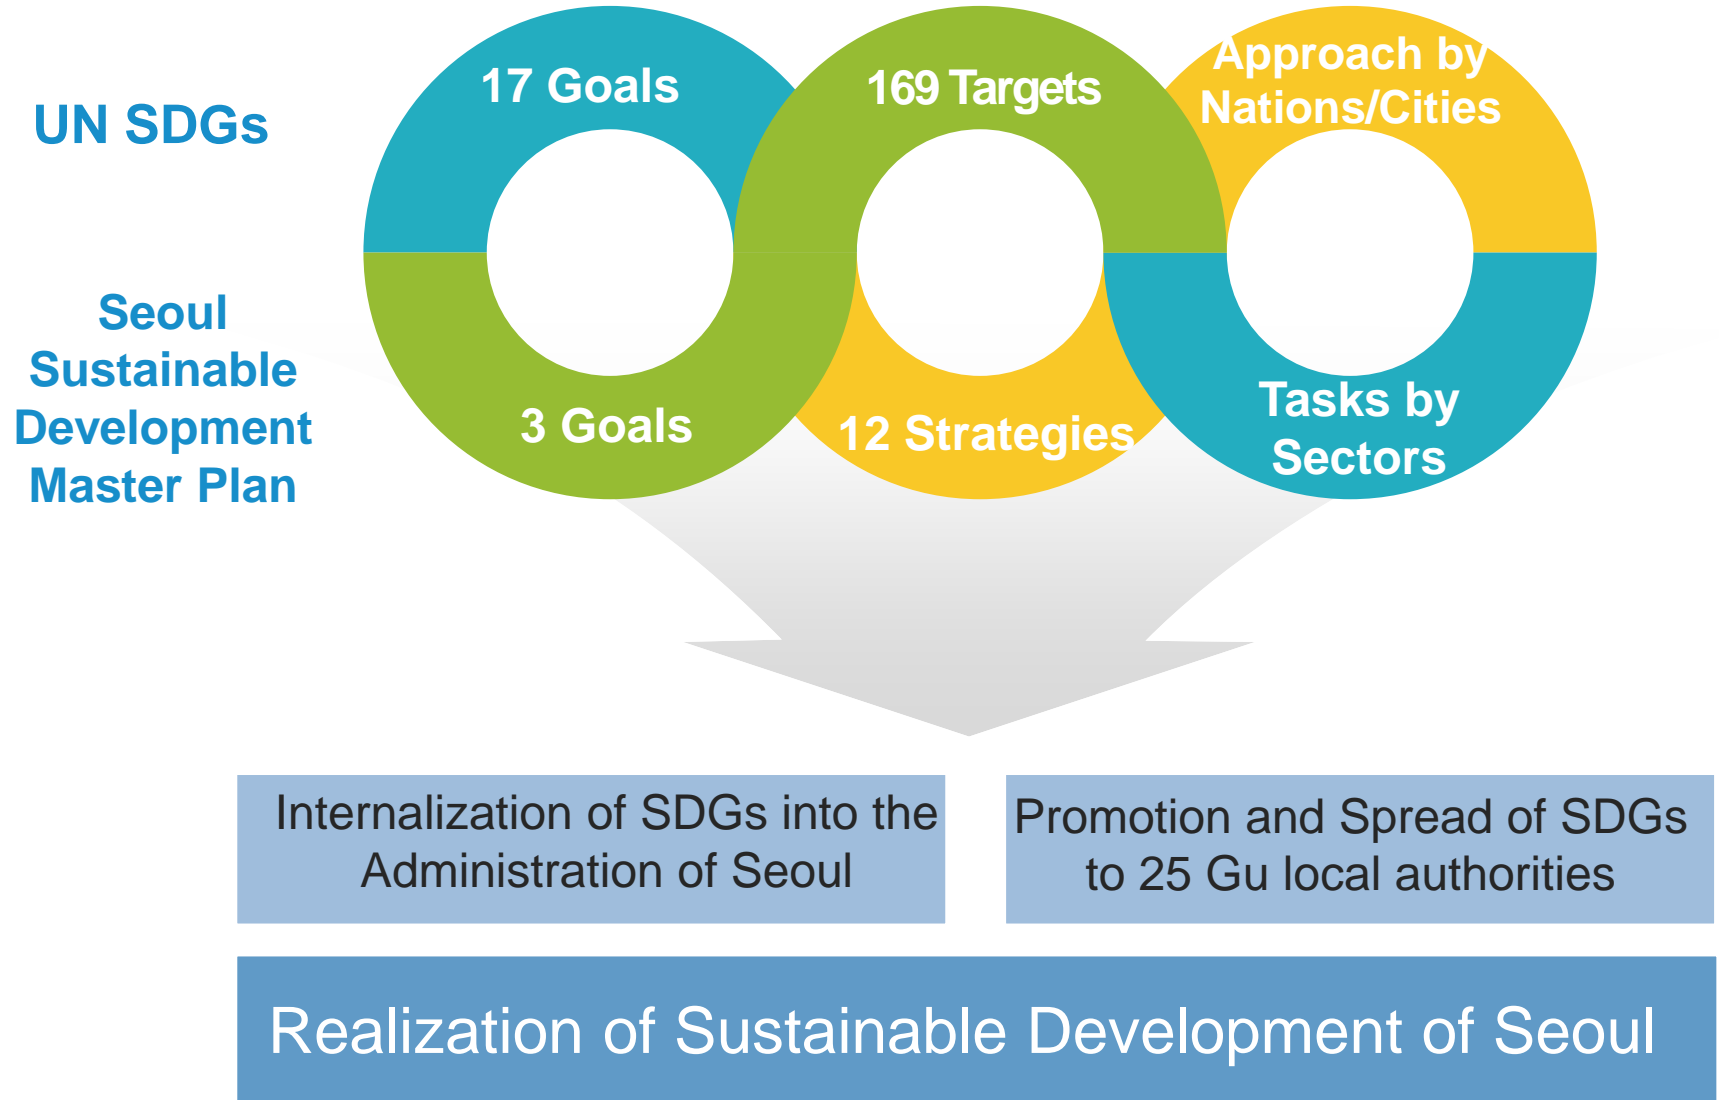 UN SDGs
17 Goals
169 Targets
Approach by
Nations/Cities
Seoul
Sustainable
Development
Master Plan
3 Goals
12 Strategies
Tasks by
Sectors
Internalization of SDGs into the
Administration of Seoul
Promotion and Spread of SDGs
to 25 Gu local authorities
Realization of Sustainable Development of Seoul